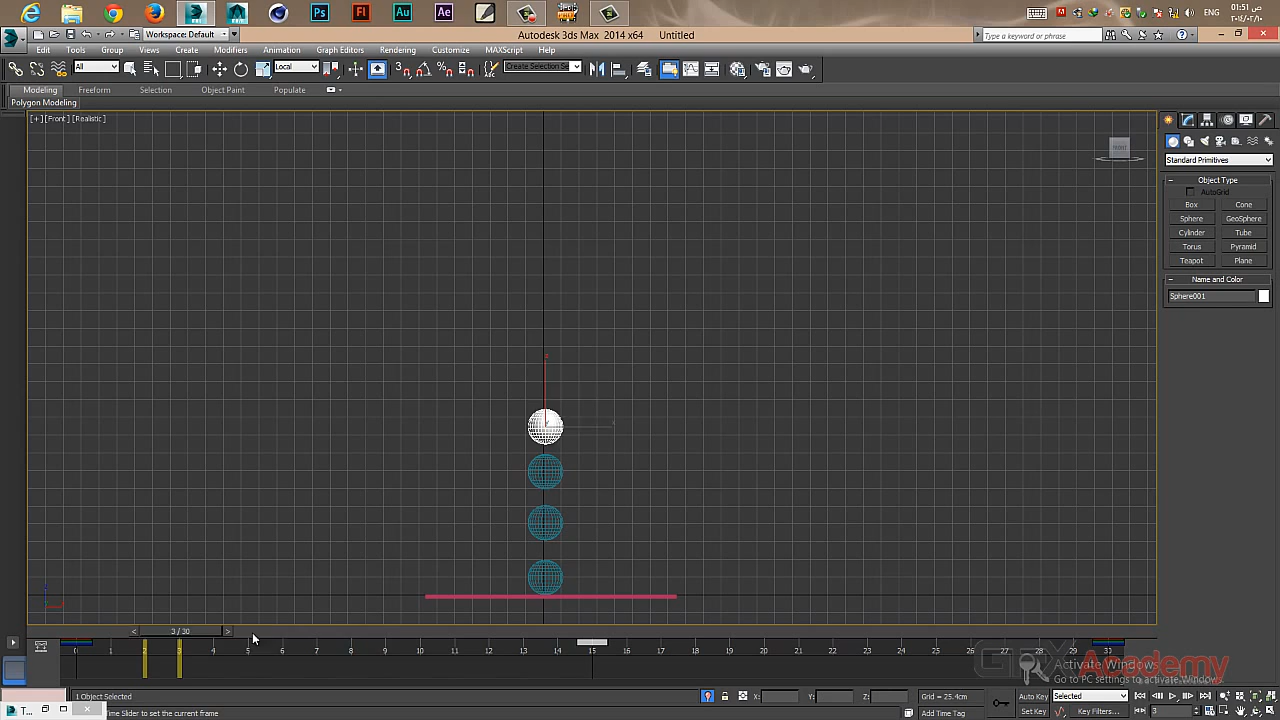 Ps
Fl
Au
Ae
ENG
01:51 ص
Workspace: Default
Autodesk 3ds Max 2014 x64 Untitled
Type a keyword or phrase
Edit Tools Group Views Create Modifiers Animation Graph Editors Rendering Customize MAXScript Help
All
Local
Create Selection Se
Modeling Freeform Selection Object Paint Populate
Polygon Modeling
[+] [Front] [Realistic]
FRONT
Standard Primitives
Object Type
AutoGrid
Box Cone
Sphere GeoSphere
Cylinder Tube
Torus Pyramid
Teapot Plane
Name and Color
Sphere001
z
< 3 / 30 >
0 1 2 3 4 5 6 7 8 9 10 11 12 13 14 15 16 17 18 19 20 21 22 23 24 25 26
Academy
Activate Windows
Go to PC settings to activate Window
1 Object Selected
X: Y: Z: Grid = 25.4cm
Auto Key Selected
T...
Time Slider to set the current frame
Add Time Tag
Set Key Key Filters... 3